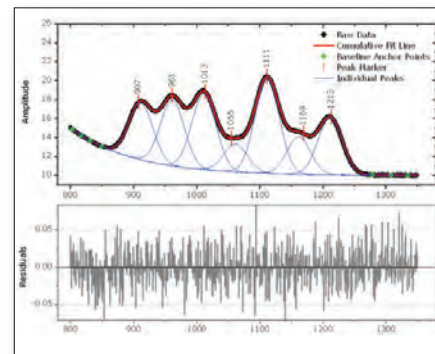 26
24
22
20
18
16
14
12
10
Amplitude
Raw Data
Cumulative Fit Line
Baseline Anchor Points
Peak Marker
Individual Peaks
907
961
1013
1055
1111
1169
1213
800 900 1000 1100 1200 1300
Residuals
0.05
0.00
-0.05
800 900 1000 1100 1200 1300